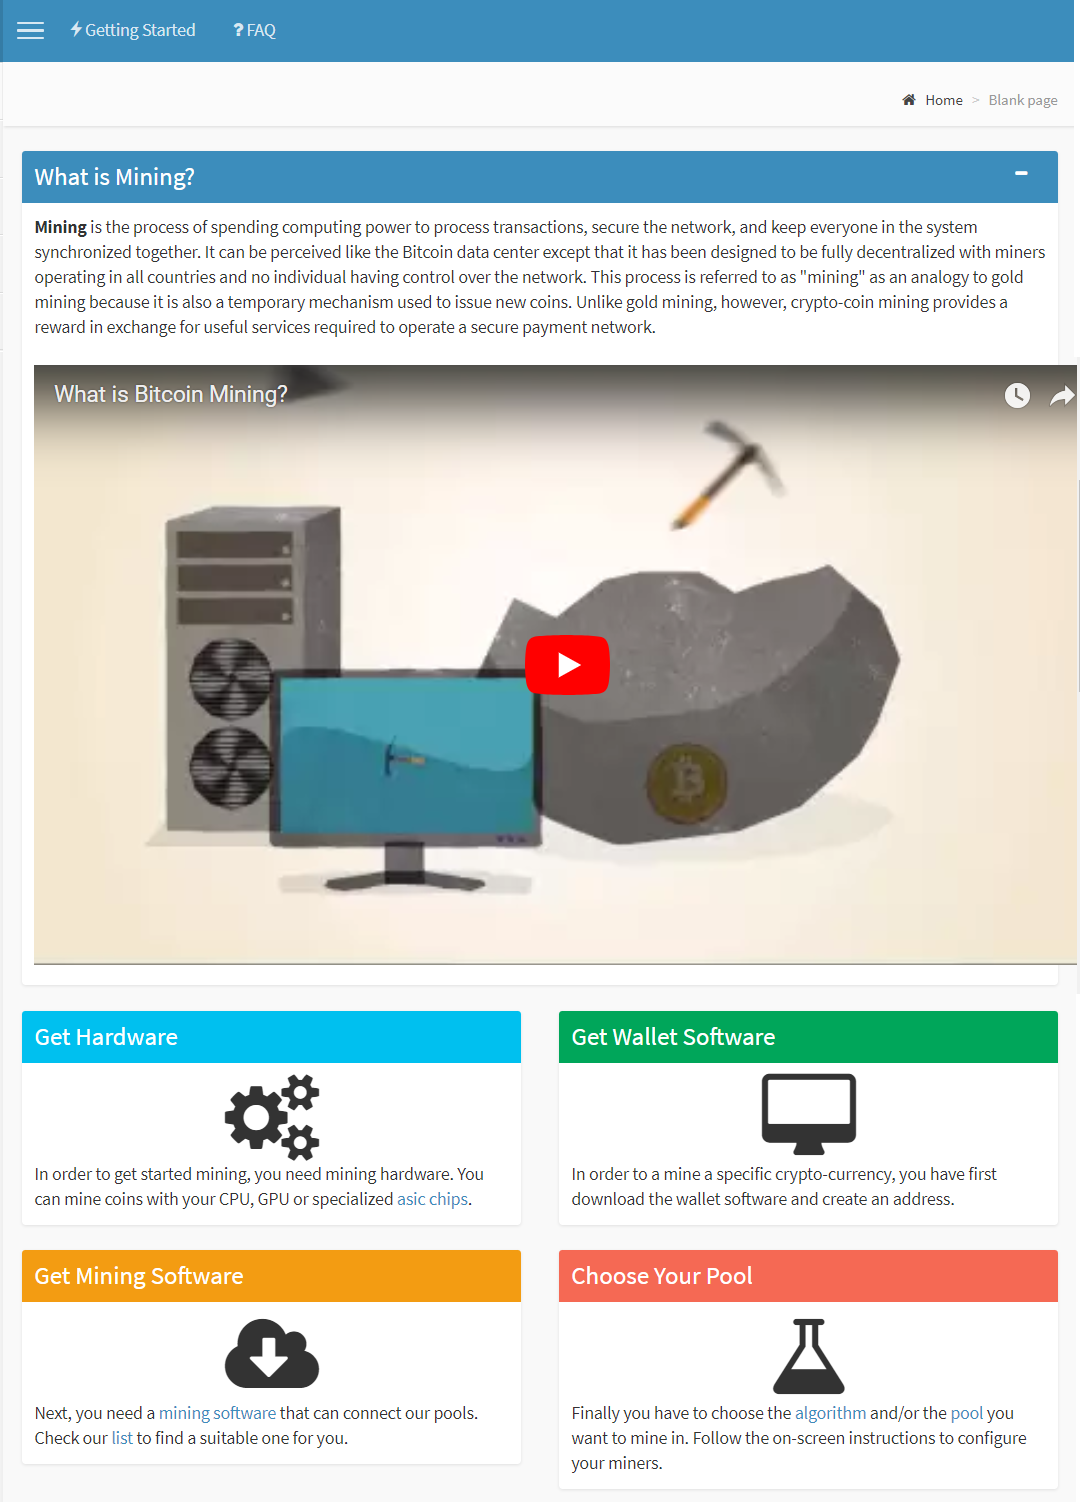 Getting Started
FAQ
Home > Blank page
What is Mining?
Mining is the process of spending computing power to process transactions, secure the network, and keep everyone in the system
synchronized together. It can be perceived like the Bitcoin data center except that it has been designed to be fully decentralized with miners
operating in all countries and no individual having control over the network. This process is referred to as "mining" as an analogy to gold
mining because it is also a temporary mechanism used to issue new coins. Unlike gold mining, however, crypto-coin mining provides a
reward in exchange for useful services required to operate a secure payment network.
What is Bitcoin Mining?
Get Hardware
In order to get started mining, you need mining hardware. You
can mine coins with your CPU, GPU or specialized asic chips.
Get Wallet Software
In order to a mine a specific crypto-currency, you have first
download the wallet software and create an address.
Get Mining Software
Next, you need a mining software that can connect our pools.
Check our list to find a suitable one for you.
Choose Your Pool
Finally you have to choose the algorithm and/or the pool you
want to mine in. Follow the on-screen instructions to configure
your miners.